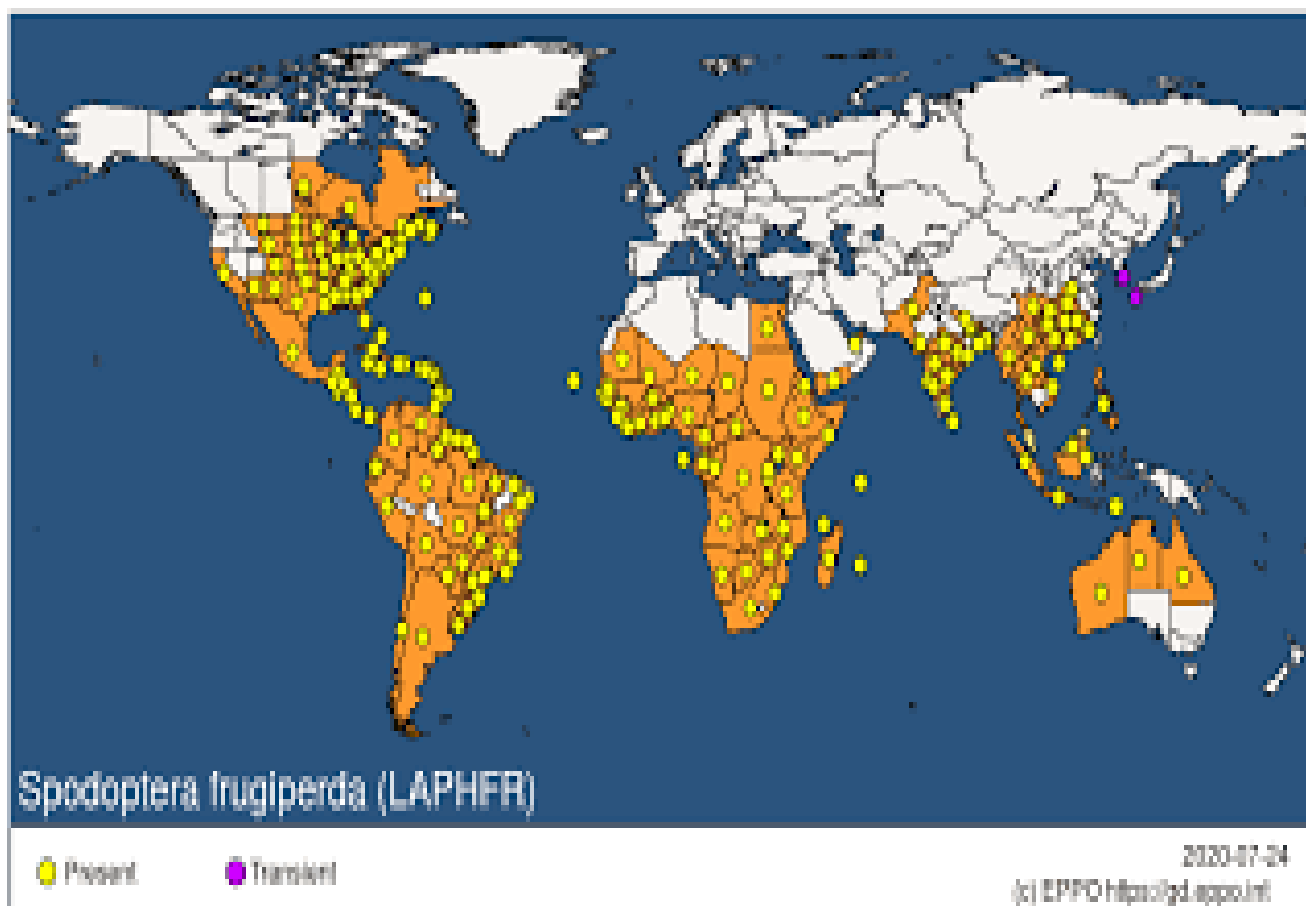 Spodoptera frugiperda (LAPHFR)
Present
Transient
2020-07-24
(c) EPPO https://gd.eppo.int